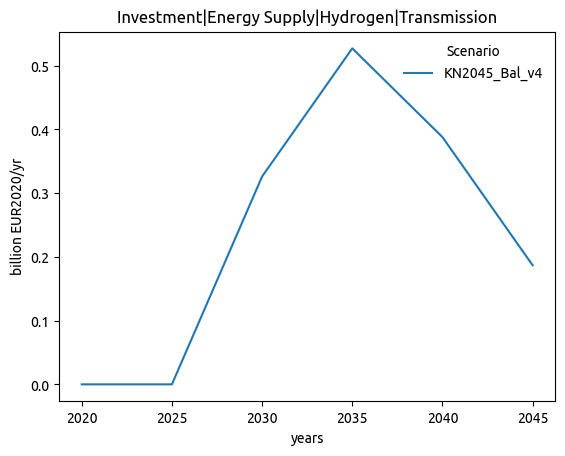 Investment|Energy Supply|Hydrogen|Transmission
Scenario
KN2045_Bal_v4
billion EUR2020/yr
0.5
0.4
0.3
0.2
0.1
0.0
2020 2025 2030 2035 2040 2045
years